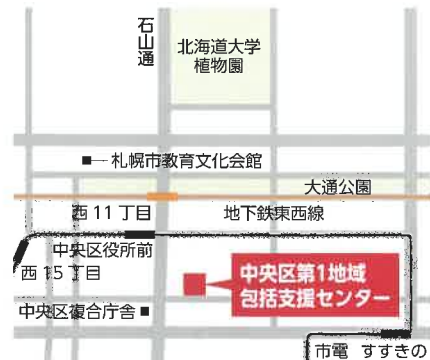 石山通
北海道大学
植物園
札幌市教育文化会館
大通公園
西11丁目
地下鉄東西線
中央区役所前
西15丁目
中央区第1地域
包括支援センター
中央区複合庁舎
市電 すすきの